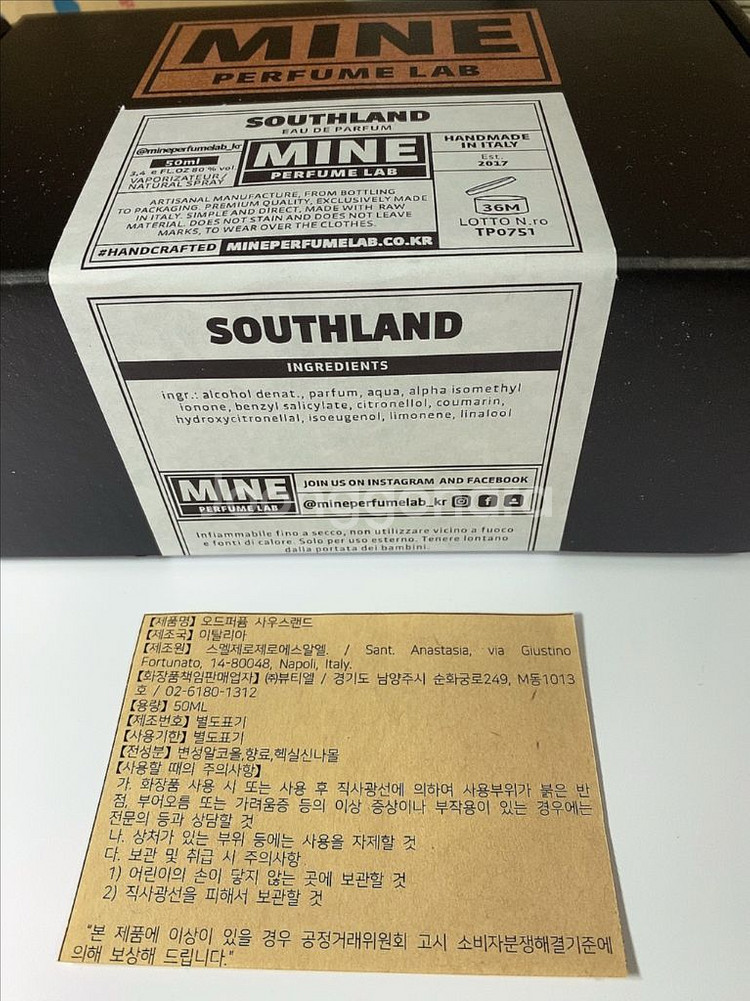 MINE
PERFUME LAB
SOUTHLAND
EAU DE PARFUM
@mineperfumelab_kr
50ml
3,4 e FL.OZ 80 % vol.
VAPORIZATEUR/
NATURAL SPRAY
MINE
PERFUME LAB
HANDMADE
IN ITALY
Est.
2017
36M
LOTTO N.ro
TP0751
ARTISANAL MANUFACTURE, FROM BOTTLING
TO PACKAGING. PREMIUM QUALITY, EXCLUSIVELY MADE
IN ITALY. SIMPLE AND DIRECT, MADE WITH RAW
MATERIAL. DOES NOT STAIN AND DOES NOT LEAVE
MARKS, TO WEAR OVER THE CLOTHES.
#HANDCRAFTED MINEPERFUMELAB.CO.KR
SOUTHLAND
INGREDIENTS
ingr.: alcohol denat., parfum, aqua, alpha isomethyl
ionone, benzyl salicylate, citronellol, coumarin,
hydroxycitronellal, isoeugenol, limonene, linalool
MINE
PERFUME LAB
JOIN US ON INSTAGRAM AND FACEBOOK
@mineperfumelab_kr
Inflammabile fino a secco, non utilizzare vicino a fuoco
e fonti di calore. Solo per uso esterno. Tenere lontano
dalla portata dei bambini.
【제품명】 오드퍼퓸 사우스랜드
【제조국】 이탈리아
【제조원】 스멜제로제로에스알엘. / Sant. Anastasia, via Giustino
Fortunato, 14-80048, Napoli, Italy.
【화장품책임판매업자】 ㈜뷰티엘 / 경기도 남양주시 순화궁로249, M동1013
호 / 02-6180-1312
【용량】 50ML
【제조번호】 별도표기
【사용기한】 별도표기
【전성분】 변성알코올,향료,헥실신나몰
【사용할 때의 주의사항】
가. 화장품 사용 시 또는 사용 후 직사광선에 의하여 사용부위가 붉은 반
점, 부어오름 또는 가려움증 등의 이상 증상이나 부작용이 있는 경우에는
전문의 등과 상담할 것
나. 상처가 있는 부위 등에는 사용을 자제할 것
다. 보관 및 취급 시 주의사항
1) 어린이의 손이 닿지 않는 곳에 보관할 것
2) 직사광선을 피해서 보관할 것
"본 제품에 이상이 있을 경우 공정거래위원회 고시 소비자분쟁해결기준에
의해 보상해 드립니다."